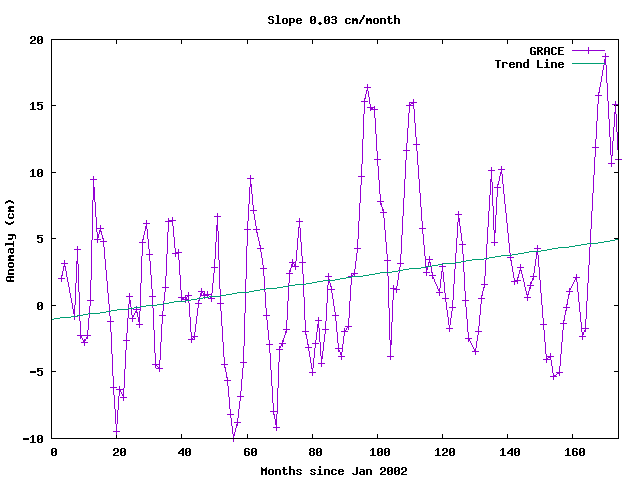 Slope 0.03 cm/month
GRACE
Trend Line
20
15
10
5
0
-5
-10
Anomaly (cm)
0 20 40 60 80 100 120 140 160
Months since Jan 2002